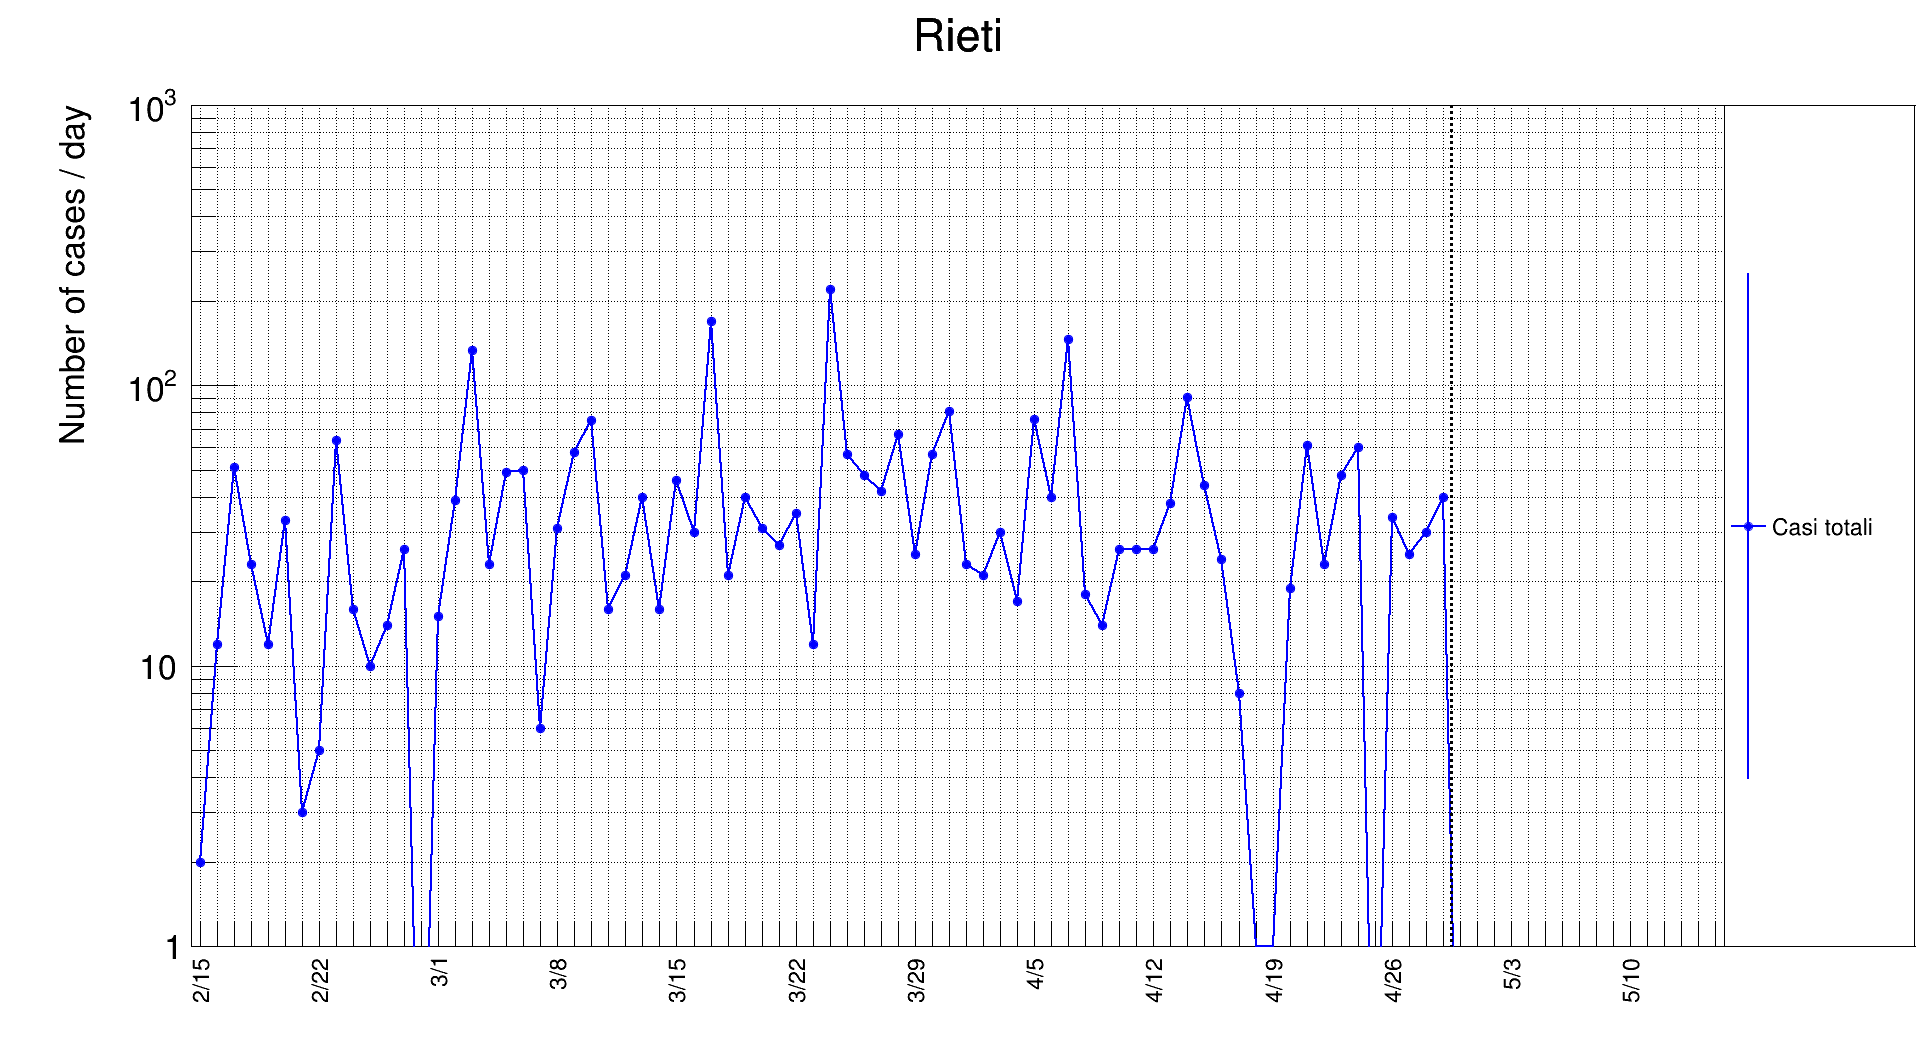 Rieti
Number of cases / day
10³
10²
10
1
2/15 2/22 3/1 3/8 3/15 3/22 3/29 4/5 4/12 4/19 4/26 5/3 5/10
Casi totali